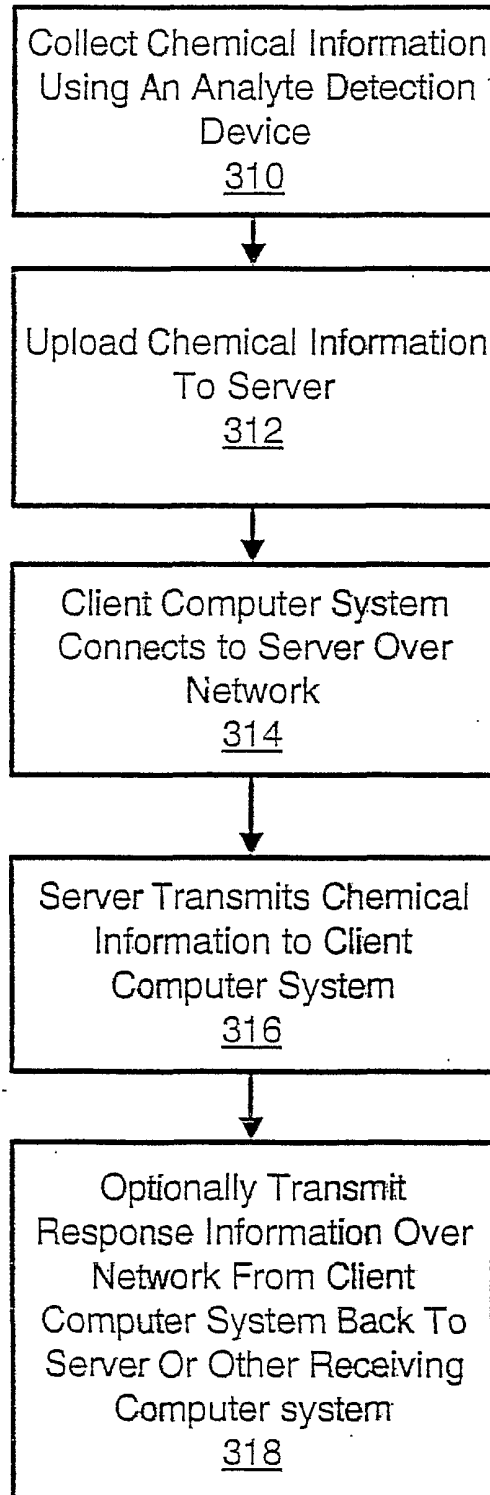 Collect Chemical Information
Using An Analyte Detection
Device
310
Upload Chemical Information
To Server
312
Client Computer System
Connects to Server Over
Network
314
Server Transmits Chemical
Information to Client
Computer System
316
Optionally Transmit
Response Information Over
Network From Client
Computer System Back To
Server Or Other Receiving
Computer system
318